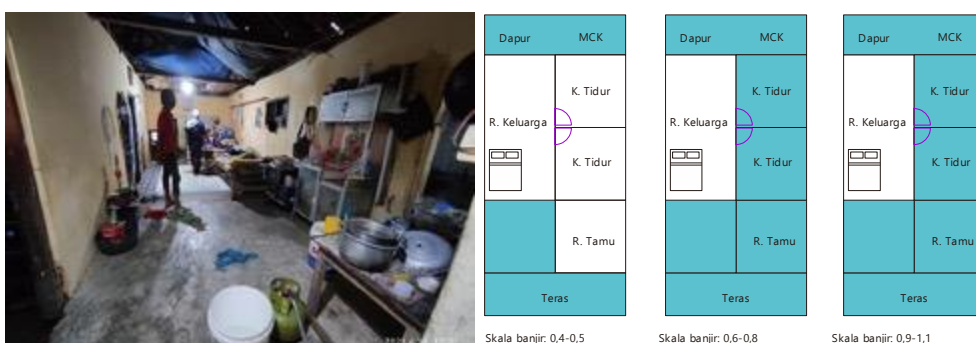 Dapur MCK
K. Tidur
R. Keluarga
K. Tidur
R. Tamu
Teras
Skala banjir: 0,4-0,5
Dapur MCK
K. Tidur
R. Keluarga
K. Tidur
R. Tamu
Teras
Skala banjir: 0,6-0,8
Dapur MCK
K. Tidur
R. Keluarga
K. Tidur
R. Tamu
Teras
Skala banjir: 0,9-1,1